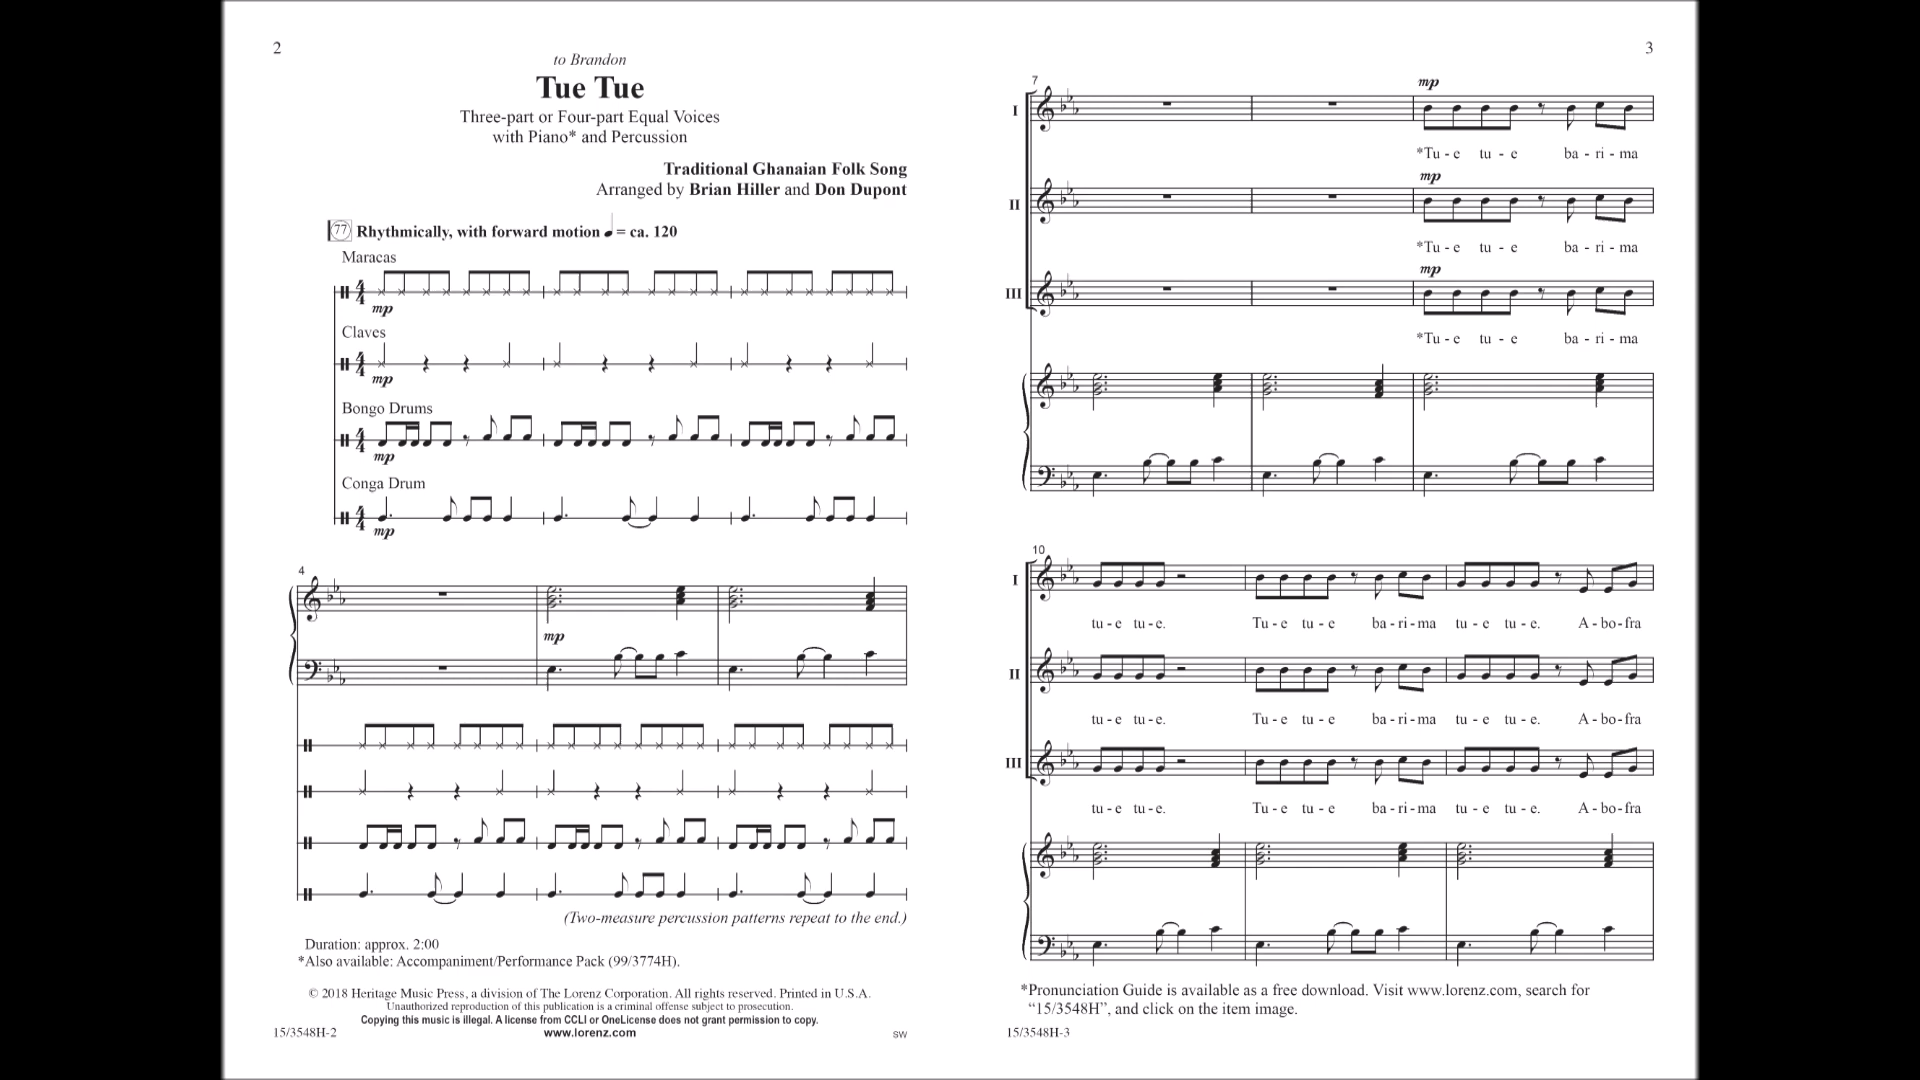 2
to Brandon
Tue Tue
Three-part or Four-part Equal Voices
with Piano* and Percussion
Traditional Ghanaian Folk Song
Arranged by Brian Hiller and Don Dupont
77 Rhythmically, with forward motion ♩ = ca. 120
Maracas
mp
Claves
mp
Bongo Drums
mp
Conga Drum
mp
4
mp
(Two-measure percussion patterns repeat to the end.)
Duration: approx. 2:00
*Also available: Accompaniment/Performance Pack (99/3774H).
© 2018 Heritage Music Press, a division of The Lorenz Corporation. All rights reserved. Printed in U.S.A.
Unauthorized reproduction of this publication is a criminal offense subject to prosecution.
Copying this music is illegal. A license from CCLI or OneLicense does not grant permission to copy.
www.lorenz.com
15/3548H-2
SW
3
7
mp
I
*Tu - e tu - e ba - ri - ma
mp
II
*Tu - e tu - e ba - ri - ma
mp
III
*Tu - e tu - e ba - ri - ma
10
I
tu - e tu - e. Tu - e tu - e ba - ri - ma tu - e tu - e. A - bo - fra
II
tu - e tu - e. Tu - e tu - e ba - ri - ma tu - e tu - e. A - bo - fra
III
tu - e tu - e. Tu - e tu - e ba - ri - ma tu - e tu - e. A - bo - fra
*Pronunciation Guide is available as a free download. Visit www.lorenz.com, search for
“15/3548H”, and click on the item image.
15/3548H-3